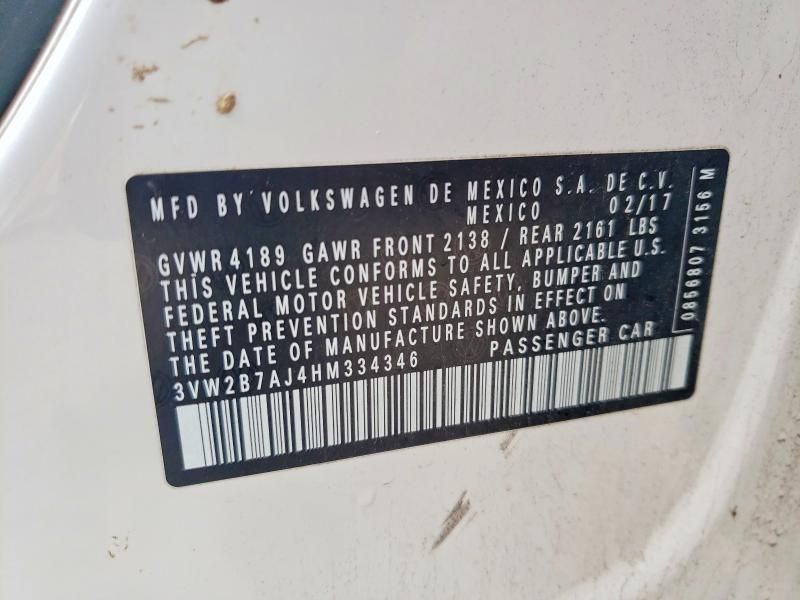 MFD BY VOLKSWAGEN DE MEXICO S.A. DE C.V.
MEXICO 02/17
GVWR 4189 GAWR FRONT 2138 / REAR 2161 LBS
THIS VEHICLE CONFORMS TO ALL APPLICABLE U.S.
FEDERAL MOTOR VEHICLE SAFETY, BUMPER AND
THEFT PREVENTION STANDARDS IN EFFECT ON
THE DATE OF MANUFACTURE SHOWN ABOVE.
3VW2B7AJ4HM334346 PASSENGER CAR
0856807 3156 M